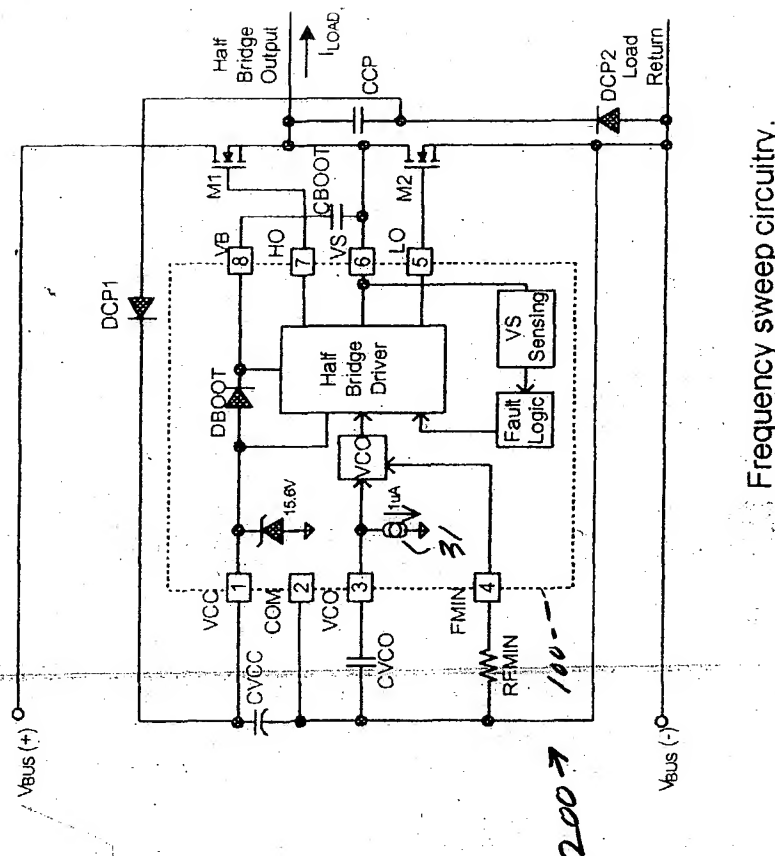 VBUS (+)
Half
Bridge
Output
ILOAD,
DCP1
CCP
M1
VCC
1
CVCC
COM
2
VCO
3
CVCO
FMIN
4
RFMIN
15.6V
1uA
31
DBOOT
VCO
Half
Bridge
Driver
Fault
Logic
VS
Sensing
VB
8
HO
7
CBOOT
VS
6
LO
5
M2
DCP2
Load
Return
VBUS (-)
100
200
Frequency sweep circuitry.